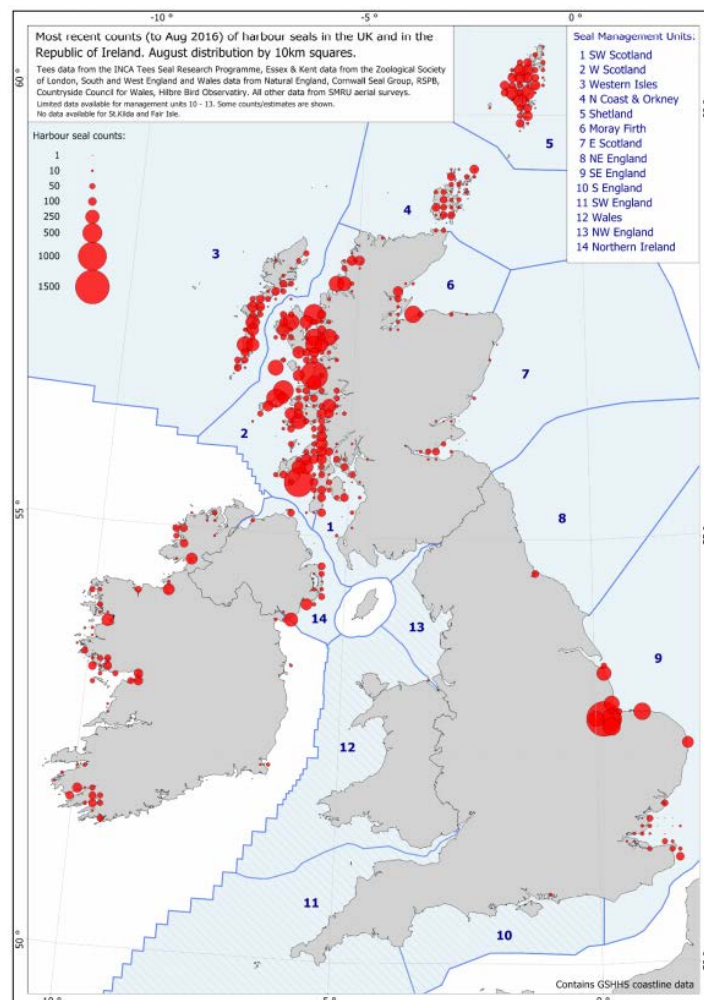 -10 °
-5 °
0 °
Most recent counts (to Aug 2016) of harbour seals in the UK and in the
Republic of Ireland. August distribution by 10km squares.
Tees data from the INCA Tees Seal Research Programme, Essex & Kent data from the Zoological Society
of London, South and West England and Wales data from Natural England, Cornwall Seal Group, RSPB,
Countryside Council for Wales, Hilbre Bird Observatiry. All other data from SMRU aerial surveys.
Limited data available for management units 10 - 13. Some counts/estimates are shown.
No data available for St.Kilda and Fair Isle.
Harbour seal counts:
1
10
50
100
250
500
1000
1500
Seal Management Units:
1 SW Scotland
2 W Scotland
3 Western Isles
4 N Coast & Orkney
5 Shetland
6 Moray Firth
7 E Scotland
8 NE England
9 SE England
10 S England
11 SW England
12 Wales
13 NW England
14 Northern Ireland
60 °
5
4
3
6
7
2
55 °
8
1
14
13
9
12
11
10
50 °
Contains GSHHS coastline data
-10 °
-5 °
0 °